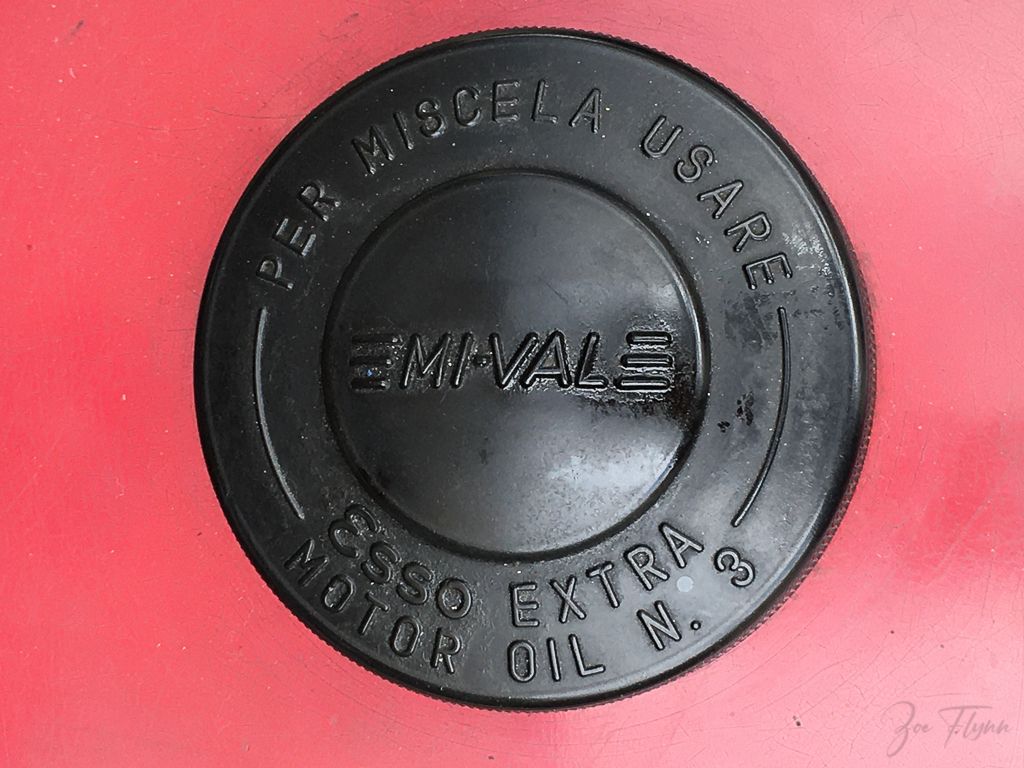 PER MISCELA USARE
MI-VAL
ESSO EXTRA
MOTOR OIL N. 3
Zoe Flynn